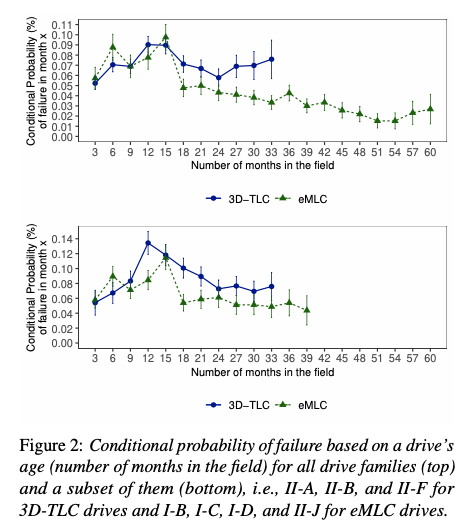 Conditional Probability (%)
of failure in month x
0.11
0.10
0.09
0.08
0.07
0.06
0.05
0.04
0.03
0.02
0.01
0.00
3 6 9 12 15 18 21 24 27 30 33 36 39 42 45 48 51 54 57 60
Number of months in the field
3D−TLC eMLC
Conditional Probability (%)
of failure in month x
0.14
0.12
0.10
0.08
0.06
0.04
0.02
0.00
3 6 9 12 15 18 21 24 27 30 33 36 39 42 45 48 51 54 57 60
Number of months in the field
3D−TLC eMLC
Figure 2: Conditional probability of failure based on a drive's
age (number of months in the field) for all drive families (top)
and a subset of them (bottom), i.e., II-A, II-B, and II-F for
3D-TLC drives and I-B, I-C, I-D, and II-J for eMLC drives.